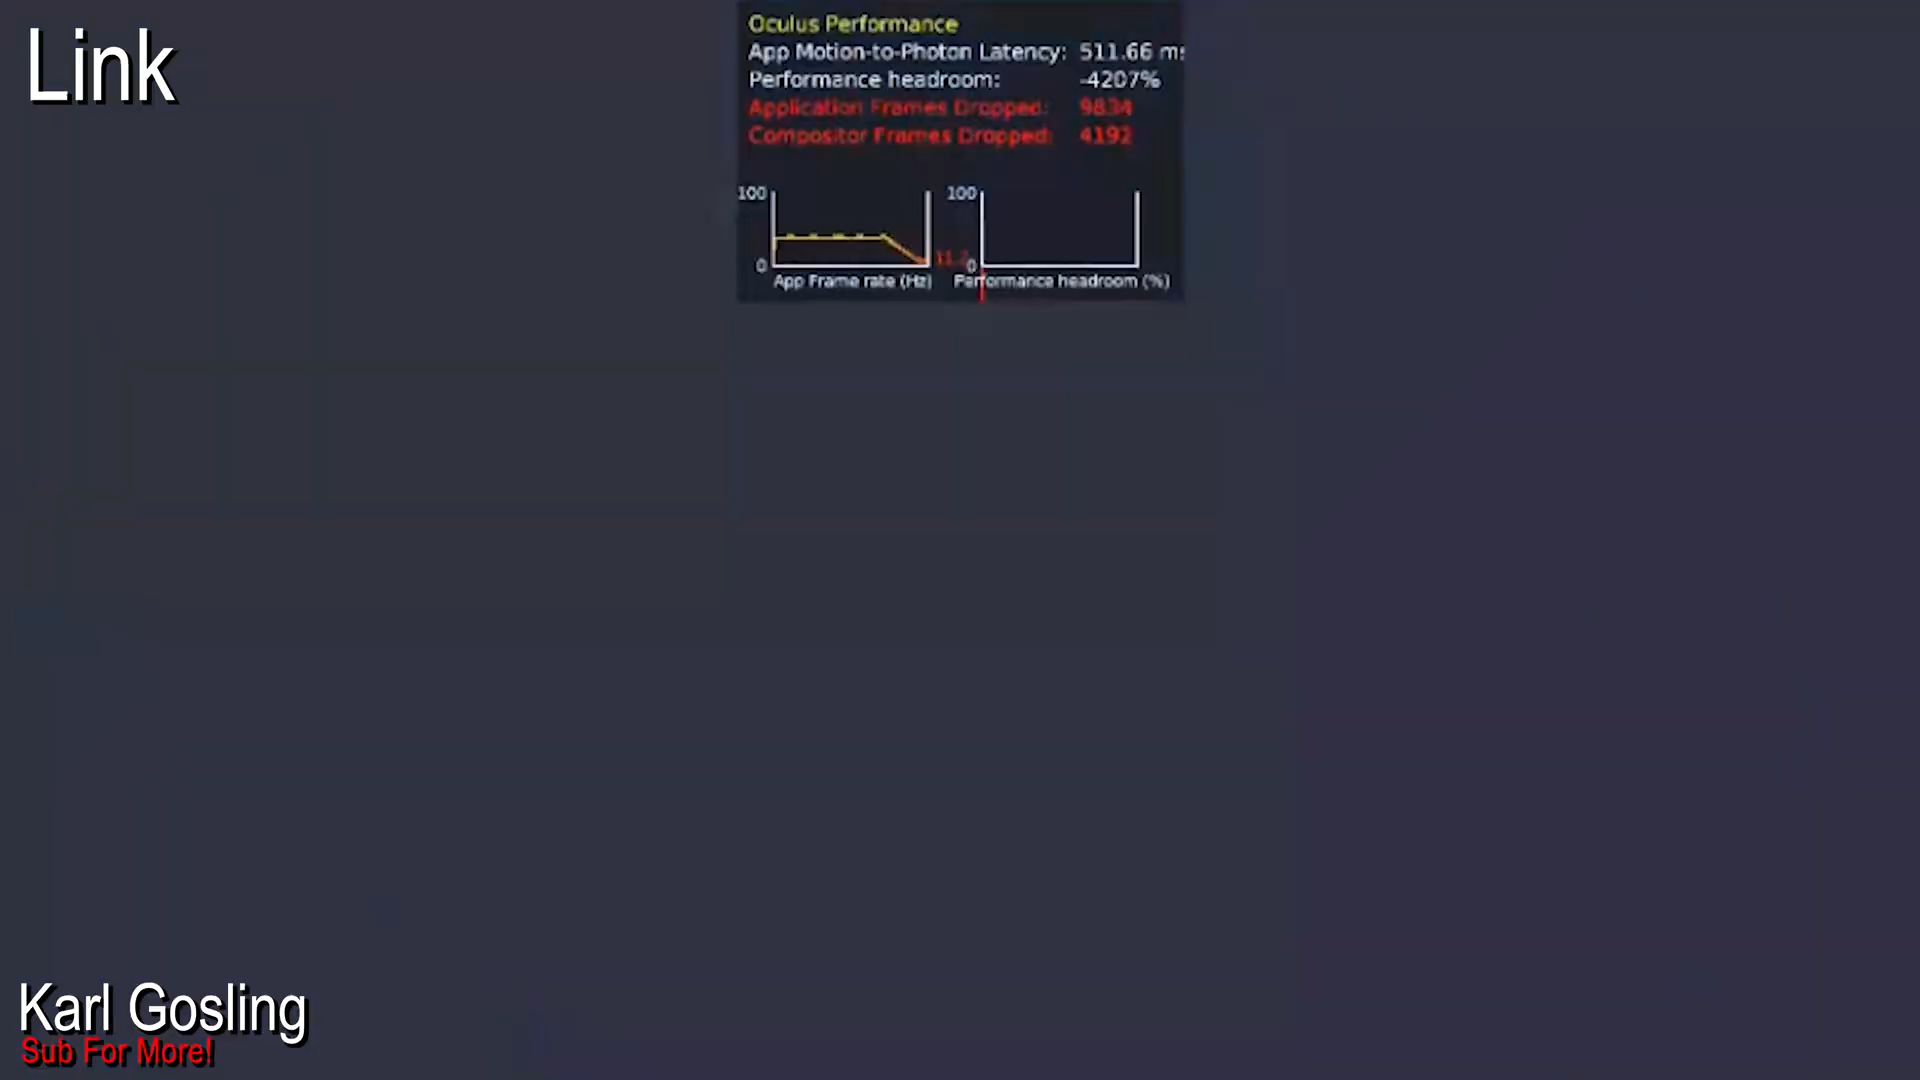 Link
Oculus Performance
App Motion-to-Photon Latency: 511.66 ms
Performance headroom: -4207%
Application Frames Dropped: 9834
Compositor Frames Dropped: 4192
100
100
0
0
App Frame rate (Hz)
Performance headroom (%)
Karl Gosling
Sub For More!